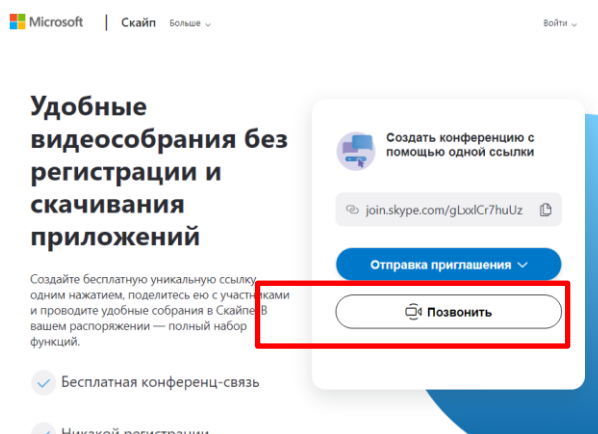 Microsoft
Скайп
Больше
Войти
Удобные
видеособрания без
регистрации и
скачивания
приложений
Создайте бесплатную уникальную ссылку
одним нажатием, поделитесь ею с участниками
и проводите удобные собрания в Скайпе. В
вашем распоряжении — полный набор
функций.
Бесплатная конференц-связь
Никакой регистрации
Создать конференцию с
помощью одной ссылки
join.skype.com/gLxxlCr7huUz
Отправка приглашения
Позвонить